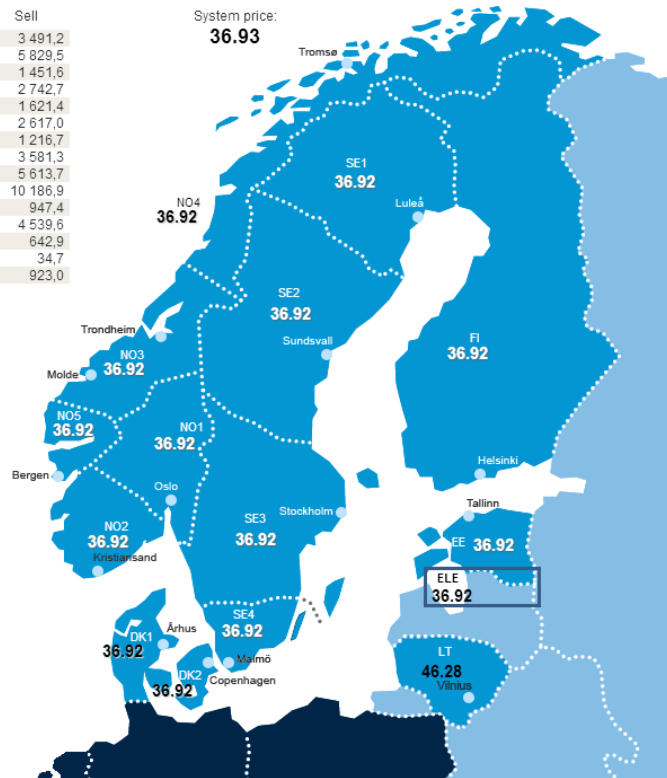 Sell
3 491,2
5 829,5
1 451,6
2 742,7
1 621,4
2 617,0
1 216,7
3 581,3
5 613,7
10 186,9
947,4
4 539,6
642,9
34,7
923,0
System price:
36.93
Tromsø
SE1
36.92
Luleå
NO4
36.92
SE2
36.92
Sundsvall
FI
36.92
Trondheim
NO3
36.92
Molde
NO5
36.92
NO1
36.92
Bergen
Oslo
Helsinki
Tallinn
SE3
36.92
Stockholm
NO2
36.92
Kristiansand
EE 36.92
ELE
36.92
SE4
36.92
Århus
DK1
36.92
Malmö
Copenhagen
DK2
36.92
LT
46.28
Vilnius